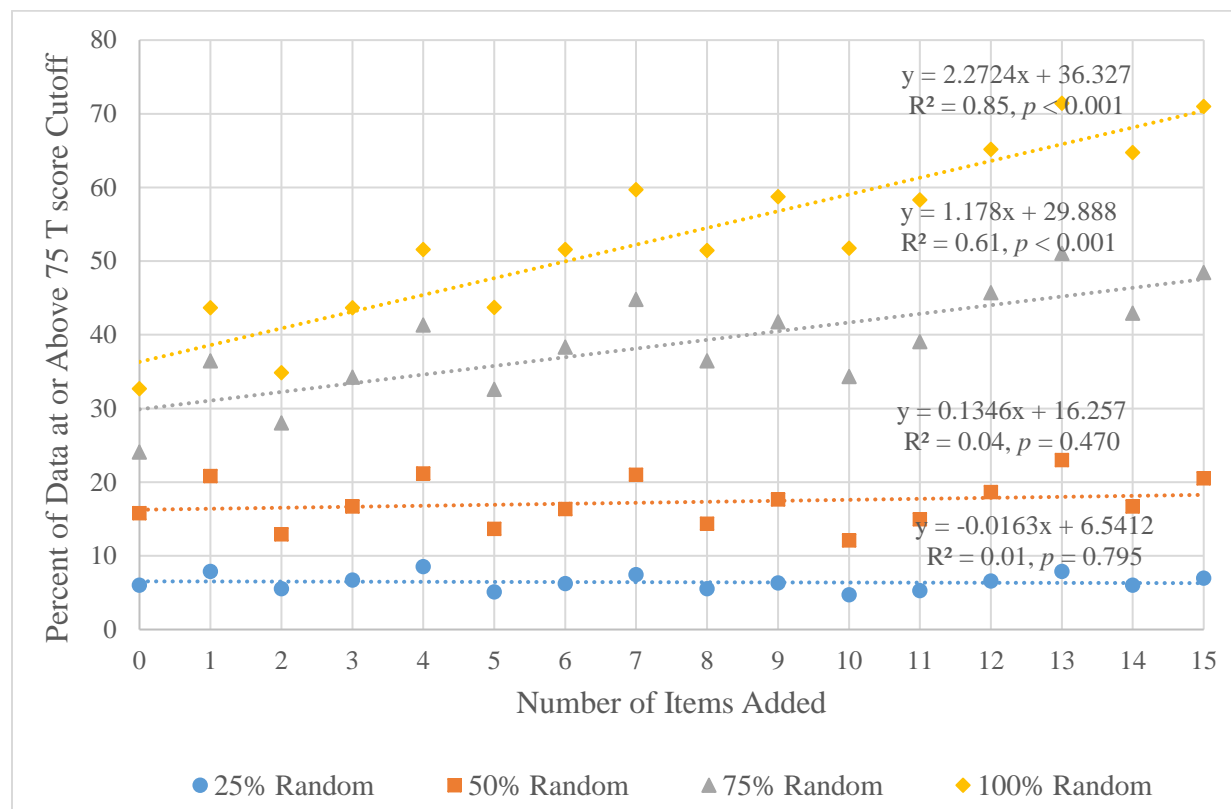 Percent of Data at or Above 75 T score Cutoff
80
70
60
50
40
30
20
10
0
y = 2.2724x + 36.327
R² = 0.85, p < 0.001
y = 1.178x + 29.888
R² = 0.61, p < 0.001
y = 0.1346x + 16.257
R² = 0.04, p = 0.470
y = -0.0163x + 6.5412
R² = 0.01, p = 0.795
0 1 2 3 4 5 6 7 8 9 10 11 12 13 14 15
Number of Items Added
25% Random 50% Random 75% Random 100% Random